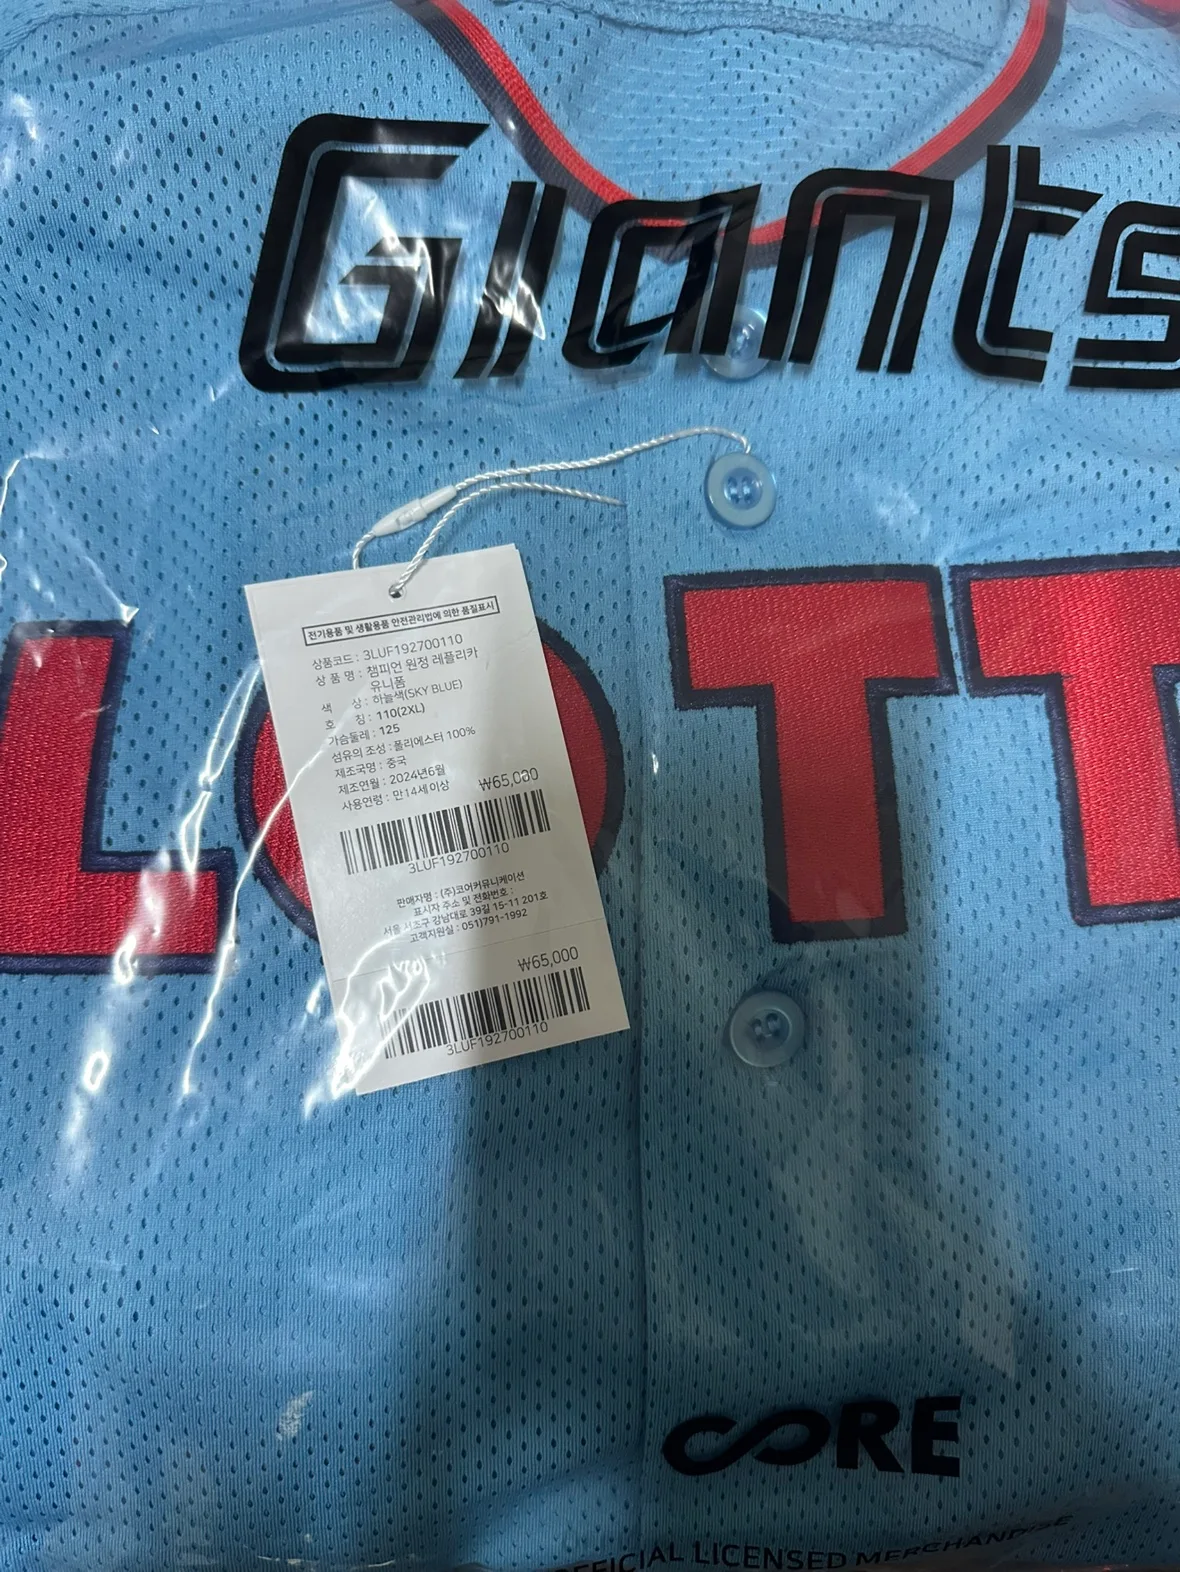 Giants
전기용품 및 생활용품 안전관리법에 의한 품질표시
상품코드 : 3LUF192700110
상 품 명 : 챔피언 원정 레플리카
유니폼
색 상 : 하늘색(SKY BLUE)
호 칭 : 110(2XL)
가슴둘레 : 125
섬유의 조성 : 폴리에스터 100%
제조국명 : 중국
제조연월 : 2024년6월
사용연령 : 만14세이상
₩65,000
3LUF192700110
판매자명 : (주)코어커뮤니케이션
표시자 주소 및 전화번호 :
서울 서초구 강남대로 39길 15-11 201호
고객지원실 : 051)791-1992
₩65,000
3LUF192700110
LOTT
CORE
OFFICIAL LICENSED MERCHANDISE